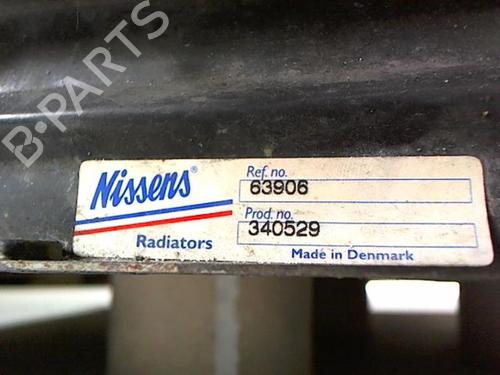 B-PARTS
Nissens®
Radiators
Ref. no.
63906
Prod. no.
340529
Made in Denmark